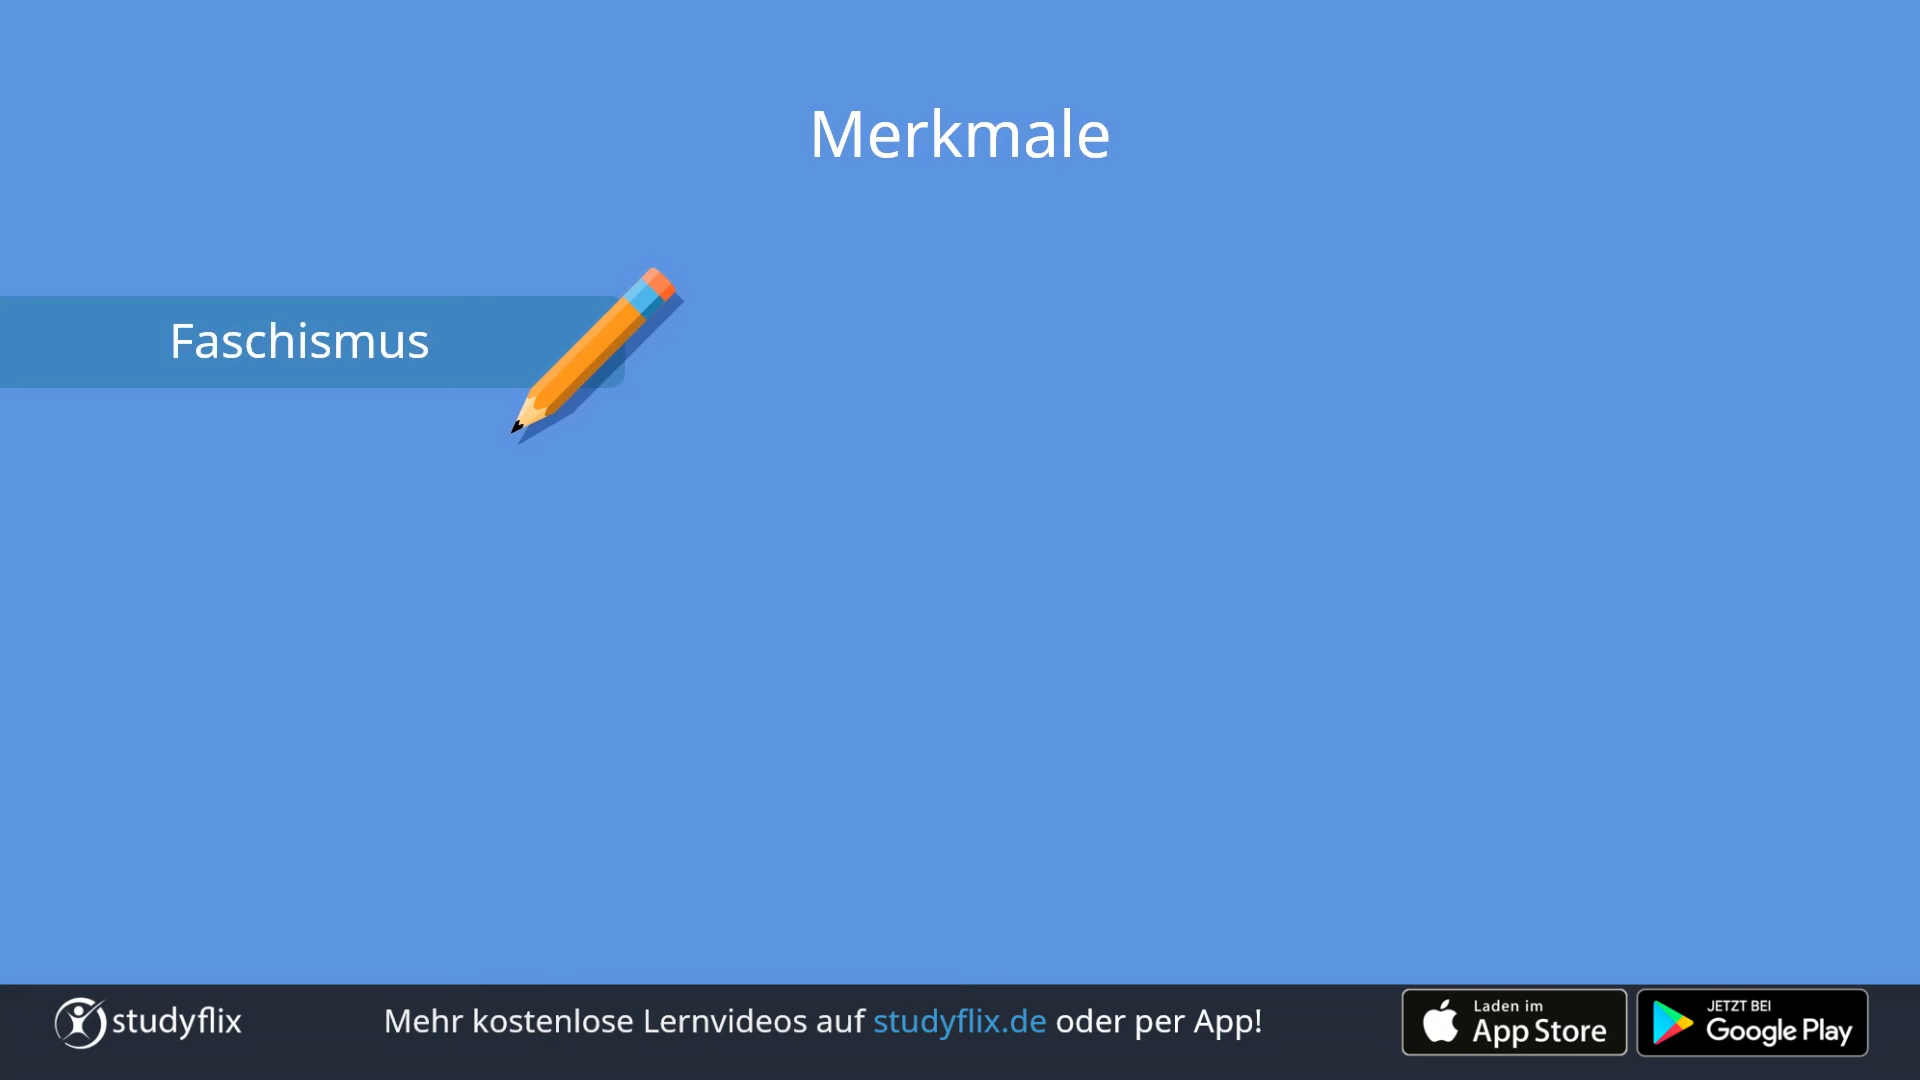 Merkmale
Faschismus
studyflix
Mehr kostenlose Lernvideos auf studyflix.de oder per App!
Laden im
App Store
JETZT BEI
Google Play